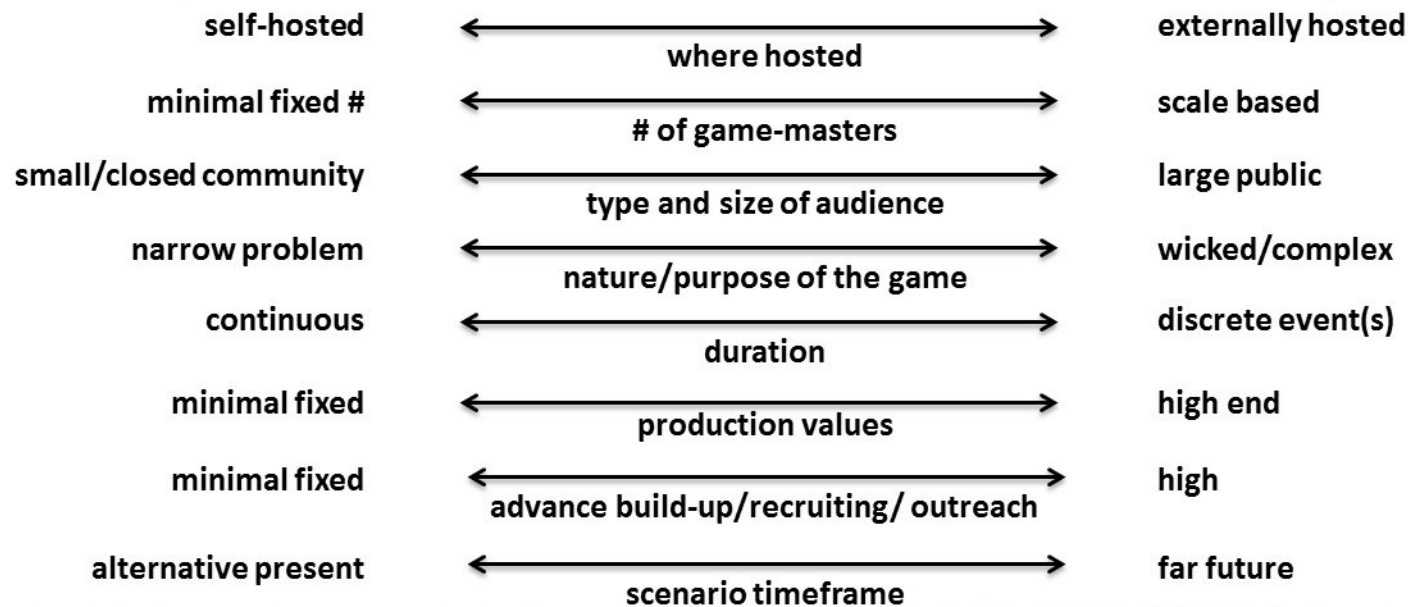 self-hosted externally hosted
where hosted
minimal fixed # scale based
# of game-masters
small/closed community large public
type and size of audience
narrow problem wicked/complex
nature/purpose of the game
continuous discrete event(s)
duration
minimal fixed high end
production values
minimal fixed high
advance build-up/recruiting/ outreach
alternative present far future
scenario timeframe